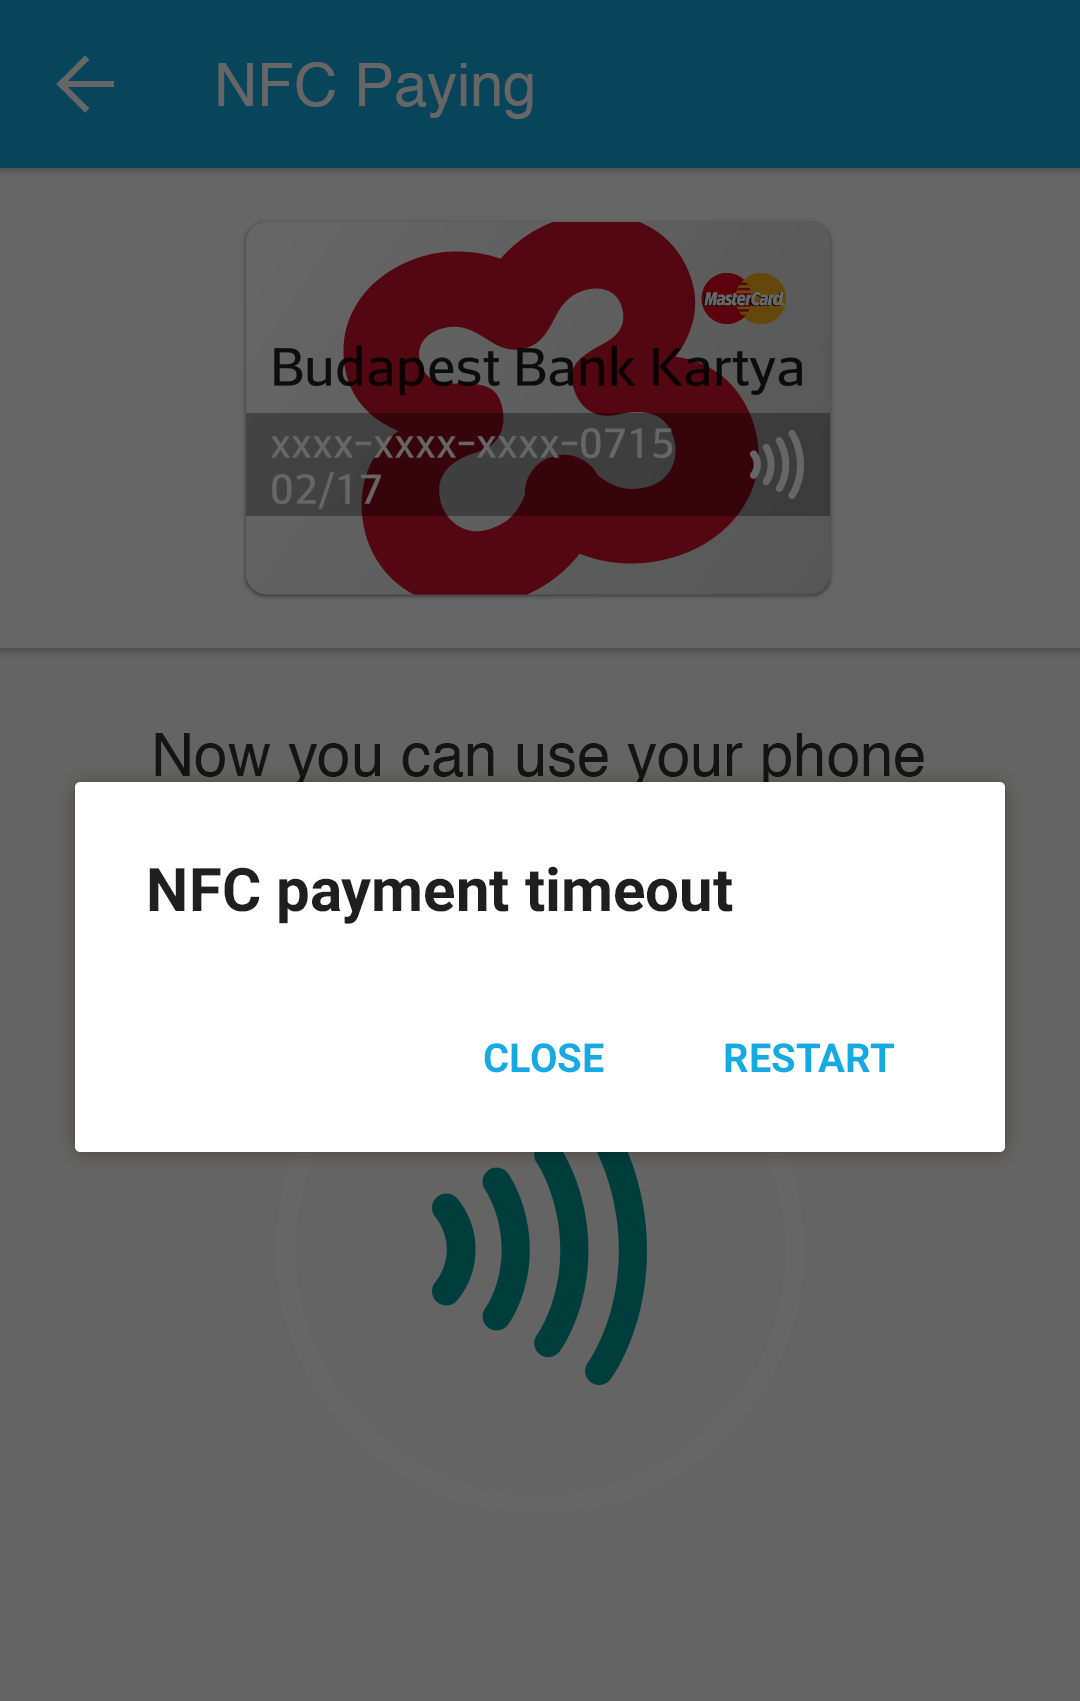 NFC Paying
MasterCard
Budapest Bank Kartya
xxxx-xxxx-xxxx-0715
02/17
Now you can use your phone
NFC payment timeout
CLOSE RESTART